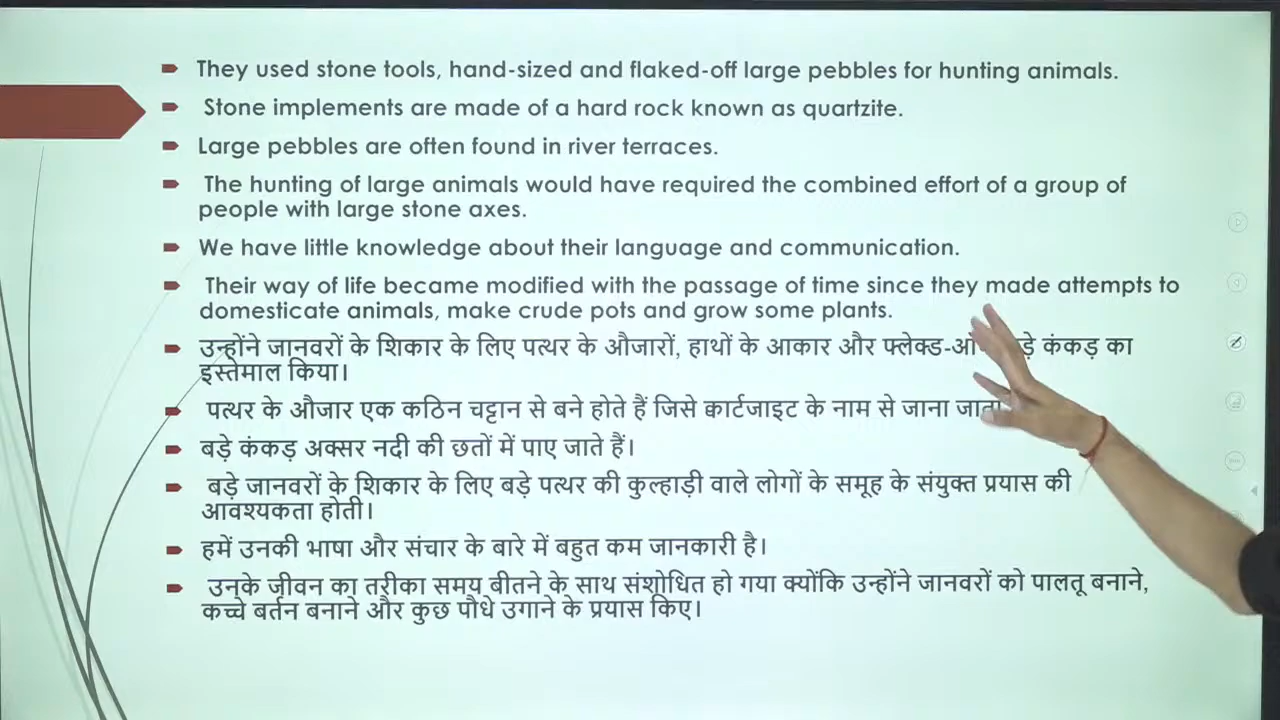 They used stone tools, hand-sized and flaked-off large pebbles for hunting animals.
Stone implements are made of a hard rock known as quartzite.
Large pebbles are often found in river terraces.
The hunting of large animals would have required the combined effort of a group of
people with large stone axes.
We have little knowledge about their language and communication.
Their way of life became modified with the passage of time since they made attempts to
domesticate animals, make crude pots and grow some plants.
उन्होंने जानवरों के शिकार के लिए पत्थर के औजारों, हाथों के आकार और कंकड़ का
इस्तेमाल किया।
पत्थर के औजार एक कठिन चट्टान से बने होते हैं जिसे कार्टजाइट के नाम से जाना
बड़े कंकड़ अक्सर नदी की छतों में पाए जाते हैं।
बड़े जानवरों के शिकार के लिए बड़े पत्थर की कुल्हाड़ी वाले लोगों के समूह के संयुक्त प्रयास की
आवश्यकता होती।
हमें उनकी भाषा और संचार के बारे में बहुत कम जानकारी है।
उनके जीवन का तरीका समय बीतने के साथ संशोधित हो गया क्योंकि उन्होंने जानवरों को पालतू बनाने,
कच्चे बर्तन बनाने और कुछ पौधे उगाने के प्रयास किए।